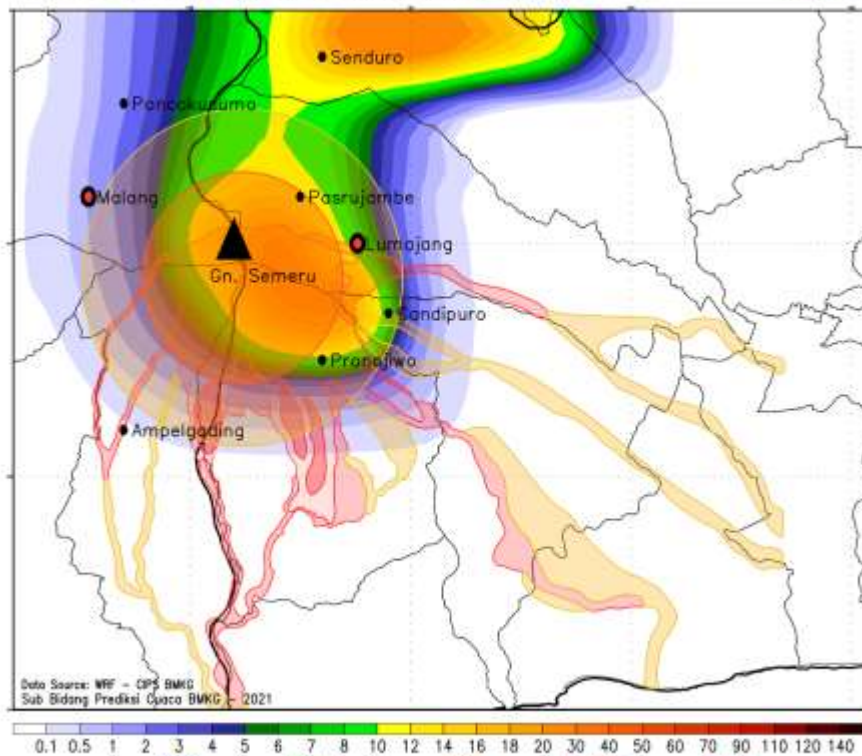 Senduro
Poncokusumo
Malang
Pasrujambe
Lumajang
Gn. Semeru
Candipuro
Pronojiwo
Ampelgading
Data Source: WRF - CIPS BMKG
Sub Bidang Prediksi Cuaca BMKG - 2021
0.1 0.5 1 2 3 4 5 6 7 8 10 12 14 16 18 20 30 40 50 60 70 90 110 120 140